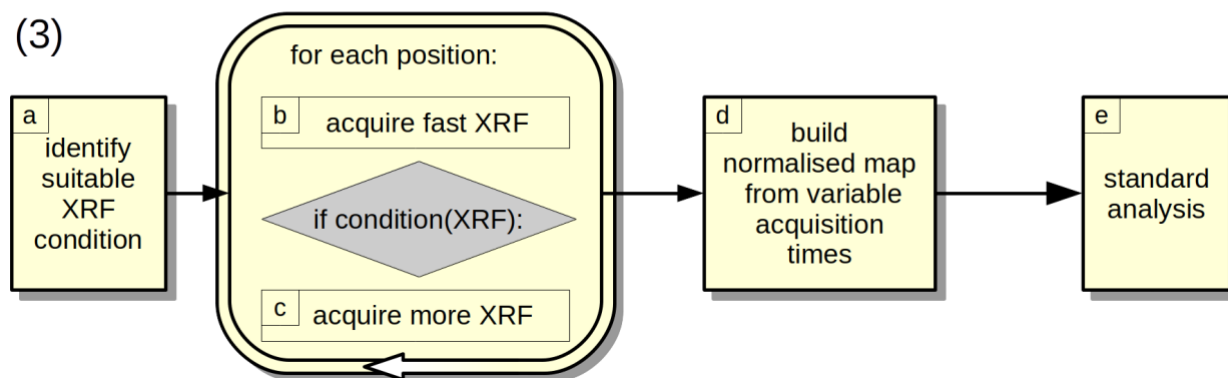 (3)
a
identify
suitable
XRF
condition
for each position:
b
acquire fast XRF
if condition(XRF):
c
acquire more XRF
d
build
normalised map
from variable
acquisition
times
e
standard
analysis